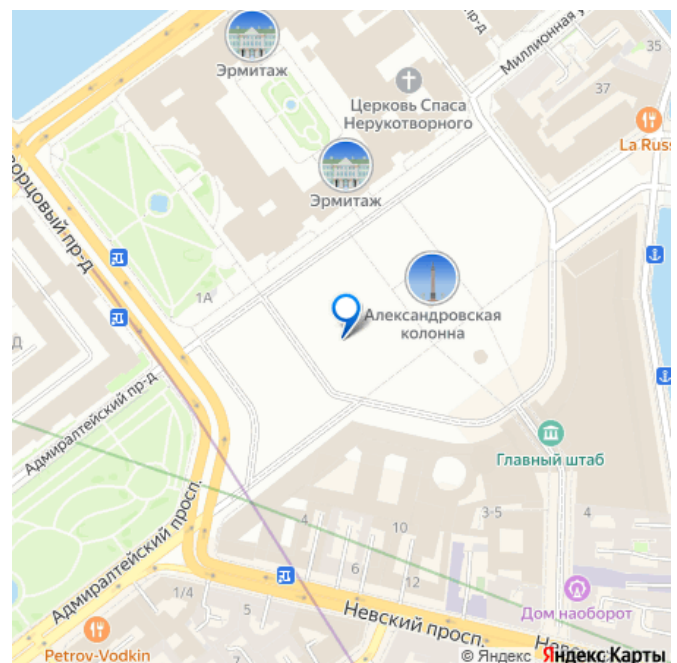 Эрмитаж
Миллионная у
35
Церковь Спаса
Нерукотворного
37
La Russ
Эрмитаж
ворцовый пр-д
1А
Александровская
колонна
Д
Адмиралтейский пр-д
Главный штаб
Адмиралтейский просп.
4
10
3-5
4
6
12
1/4
5
Дом наоборот
Невский просп.
Petrov-Vodkin
© Яндекс Яндекс Карты